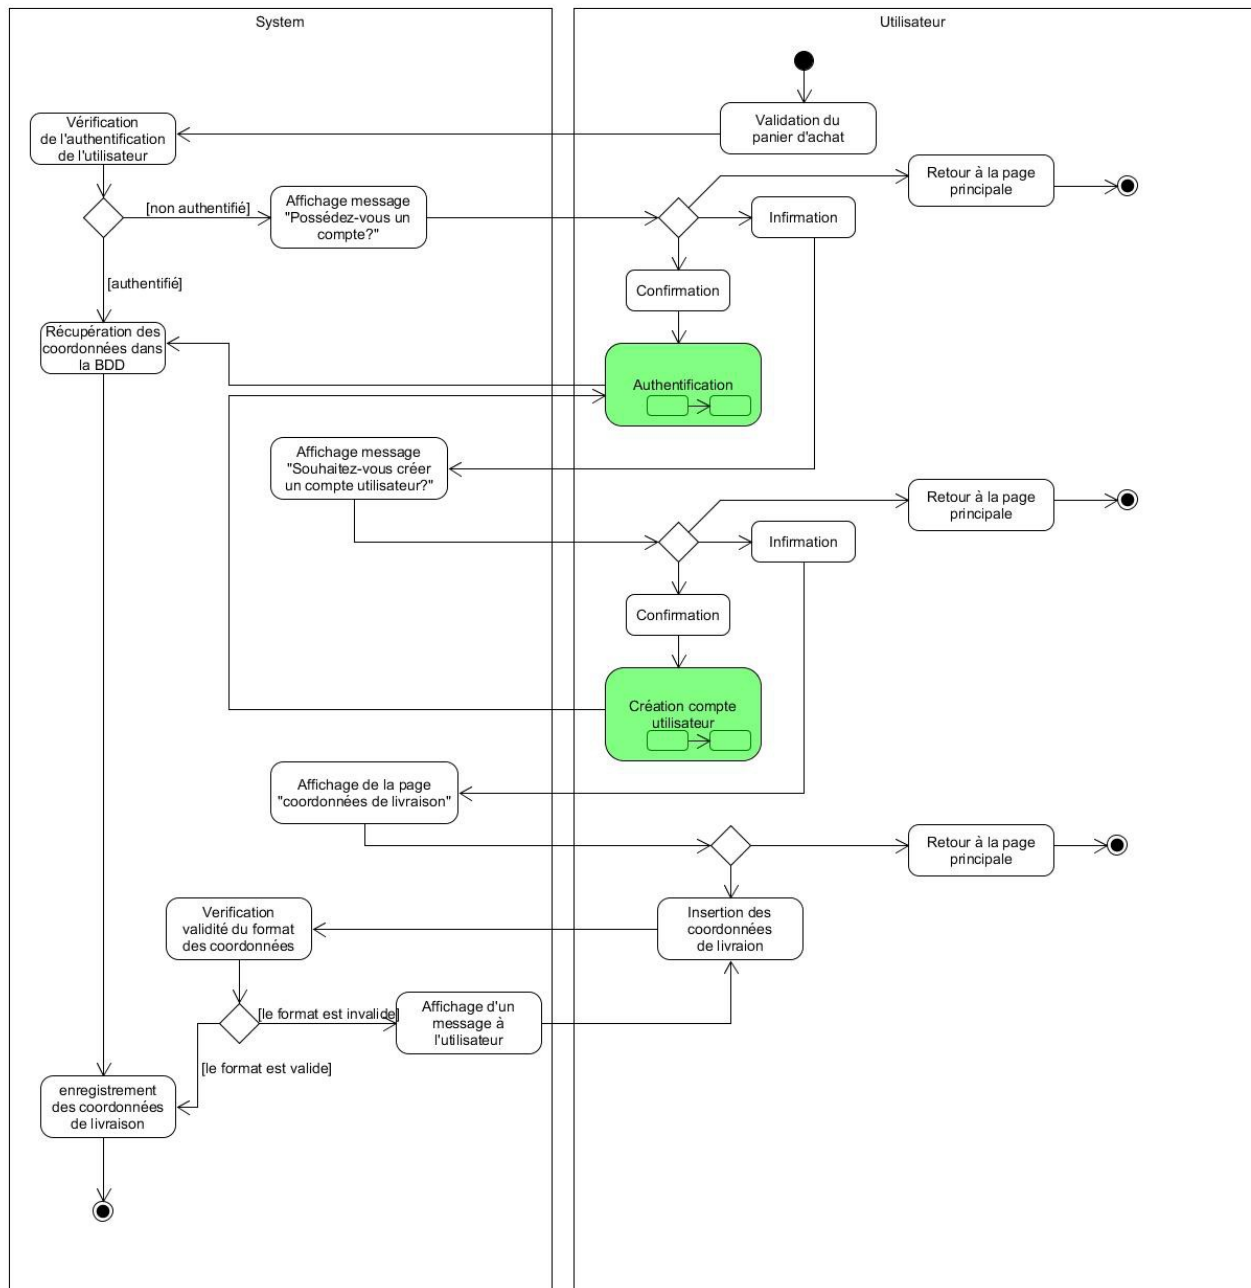 System
Utilisateur
Validation du
panier d'achat
Vérification
de l'authentification
de l'utilisateur
Retour à la page
principale
[non authentifié]
Affichage message
"Possédez-vous un
compte?"
Infirmation
[authentifié]
Confirmation
Récupération des
coordonnées dans
la BDD
Authentification
Affichage message
"Souhaitez-vous créer
un compte utilisateur?"
Retour à la page
principale
Infirmation
Confirmation
Création compte
utilisateur
Affichage de la page
"coordonnées de livraison"
Retour à la page
principale
Verification
validité du format
des coordonnées
Insertion des
coordonnées
de livraion
[le format est invalide]
Affichage d'un
message à
l'utilisateur
[le format est valide]
enregistrement
des coordonnées
de livraison